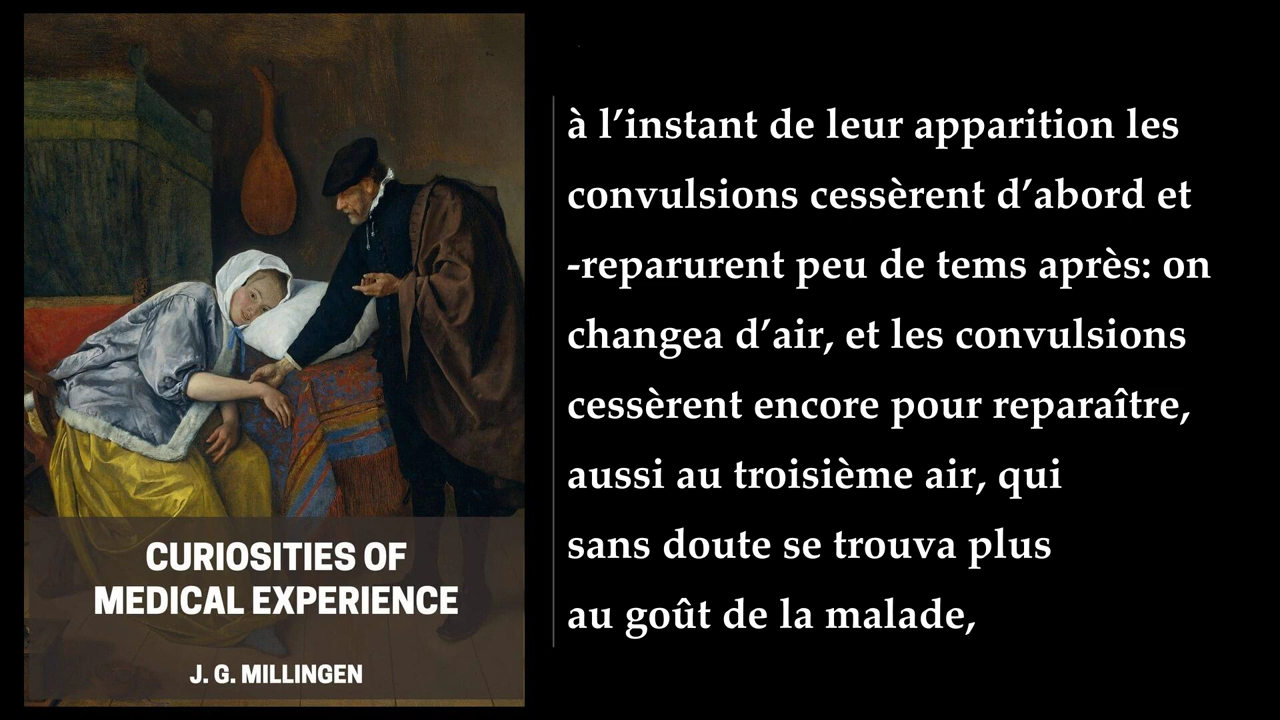 CURIOSITIES OF
MEDICAL EXPERIENCE
J. G. MILLINGEN
à l’instant de leur apparition les
convulsions cessèrent d’abord et
-reparurent peu de tems après: on
changea d’air, et les convulsions
cessèrent encore pour reparaître,
aussi au troisième air, qui
sans doute se trouva plus
au goût de la malade,